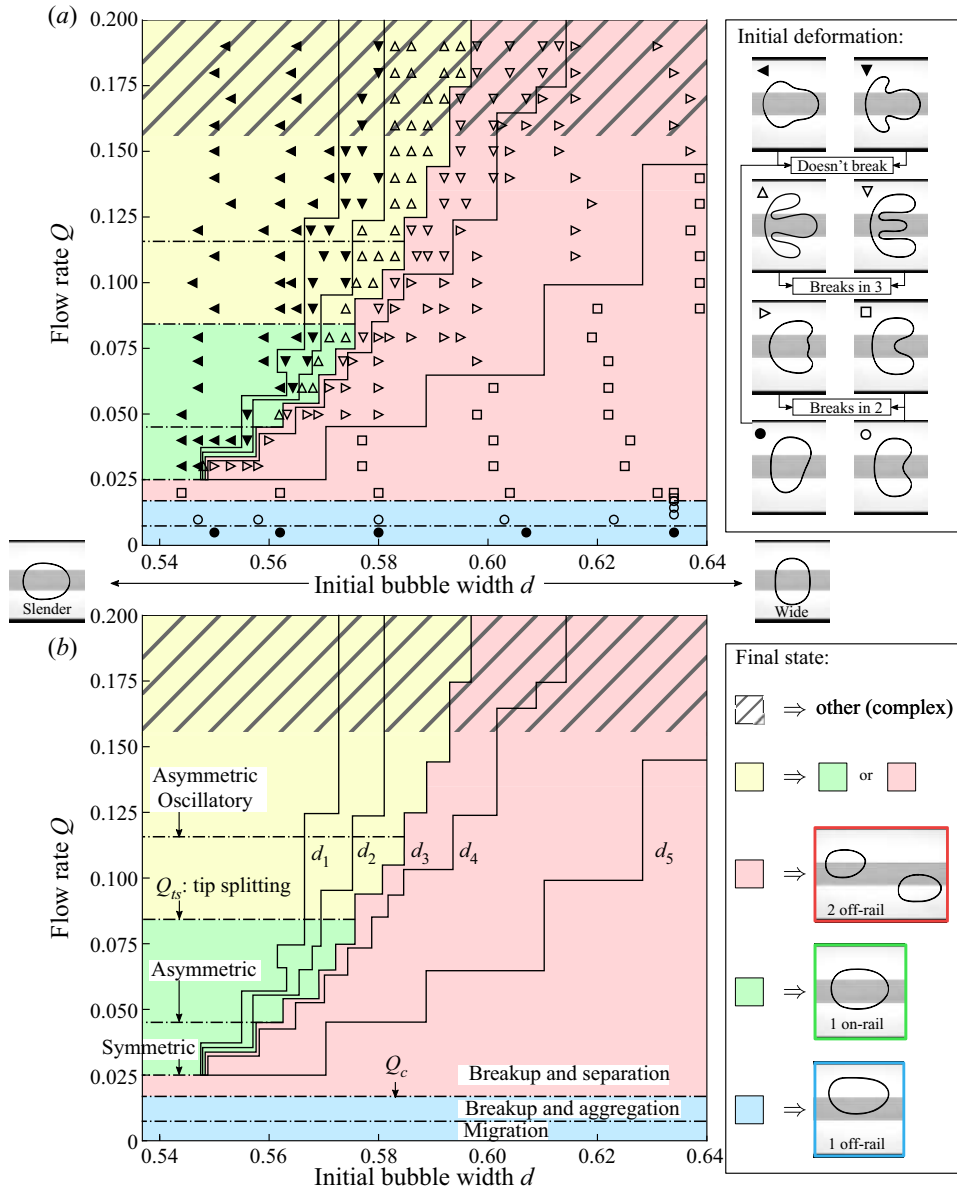 (a)
0.200
0.175
0.150
0.125
0.100
0.075
0.050
0.025
0
Flow rate Q
0.54 0.56 0.58 0.60 0.62 0.64
Initial bubble width d
Slender
Wide
Initial deformation:
Doesn't break
Breaks in 3
Breaks in 2
(b)
0.200
0.175
0.150
0.125
0.100
0.075
0.050
0.025
0
Flow rate Q
Asymmetric
Oscillatory
Q_ts: tip splitting
Asymmetric
Symmetric
d_1 d_2 d_3 d_4 d_5
Q_c
Breakup and separation
Breakup and aggregation
Migration
0.54 0.56 0.58 0.60 0.62 0.64
Initial bubble width d
Final state:
⇒ other (complex)
⇒ or
⇒
2 off-rail
⇒
1 on-rail
⇒
1 off-rail